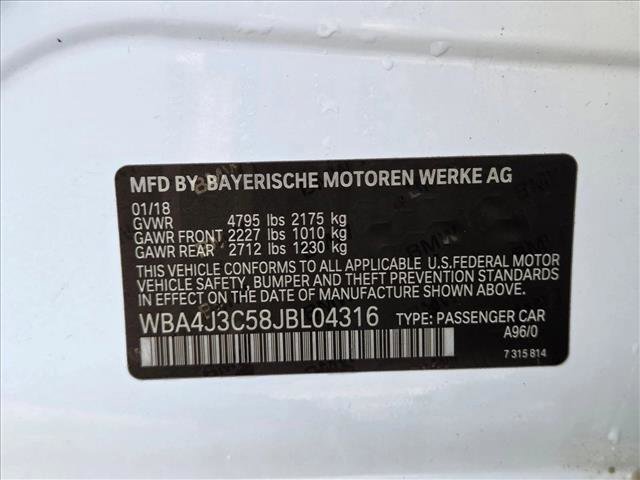 MFD BY BAYERISCHE MOTOREN WERKE AG
01/18
GVWR 4795 lbs 2175 kg
GAWR FRONT 2227 lbs 1010 kg
GAWR REAR 2712 lbs 1230 kg
THIS VEHICLE CONFORMS TO ALL APPLICABLE U.S.FEDERAL MOTOR
VEHICLE SAFETY, BUMPER, AND THEFT PREVENTION STANDARDS
IN EFFECT ON THE DATE OF MANUFACTURE SHOWN ABOVE.
WBA4J3C58JBL04316 TYPE: PASSENGER CAR
A96/0
7 315 814